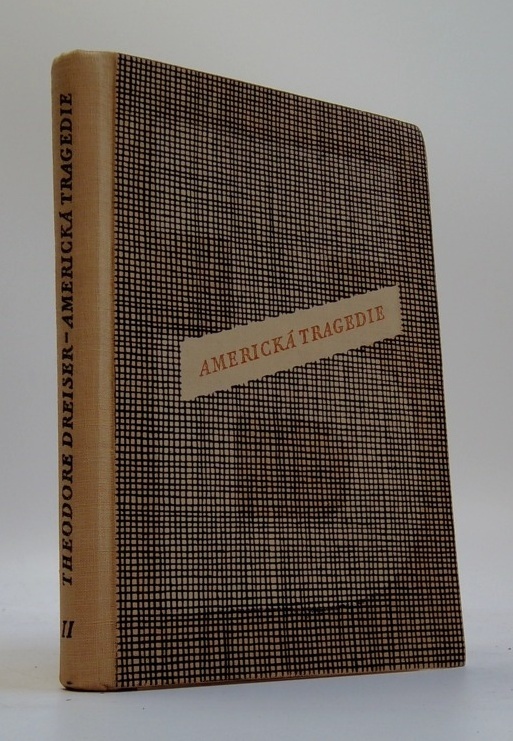 THEODORE DREISER – AMERICKÁ TRAGEDIE
II
AMERICKÁ TRAGEDIE